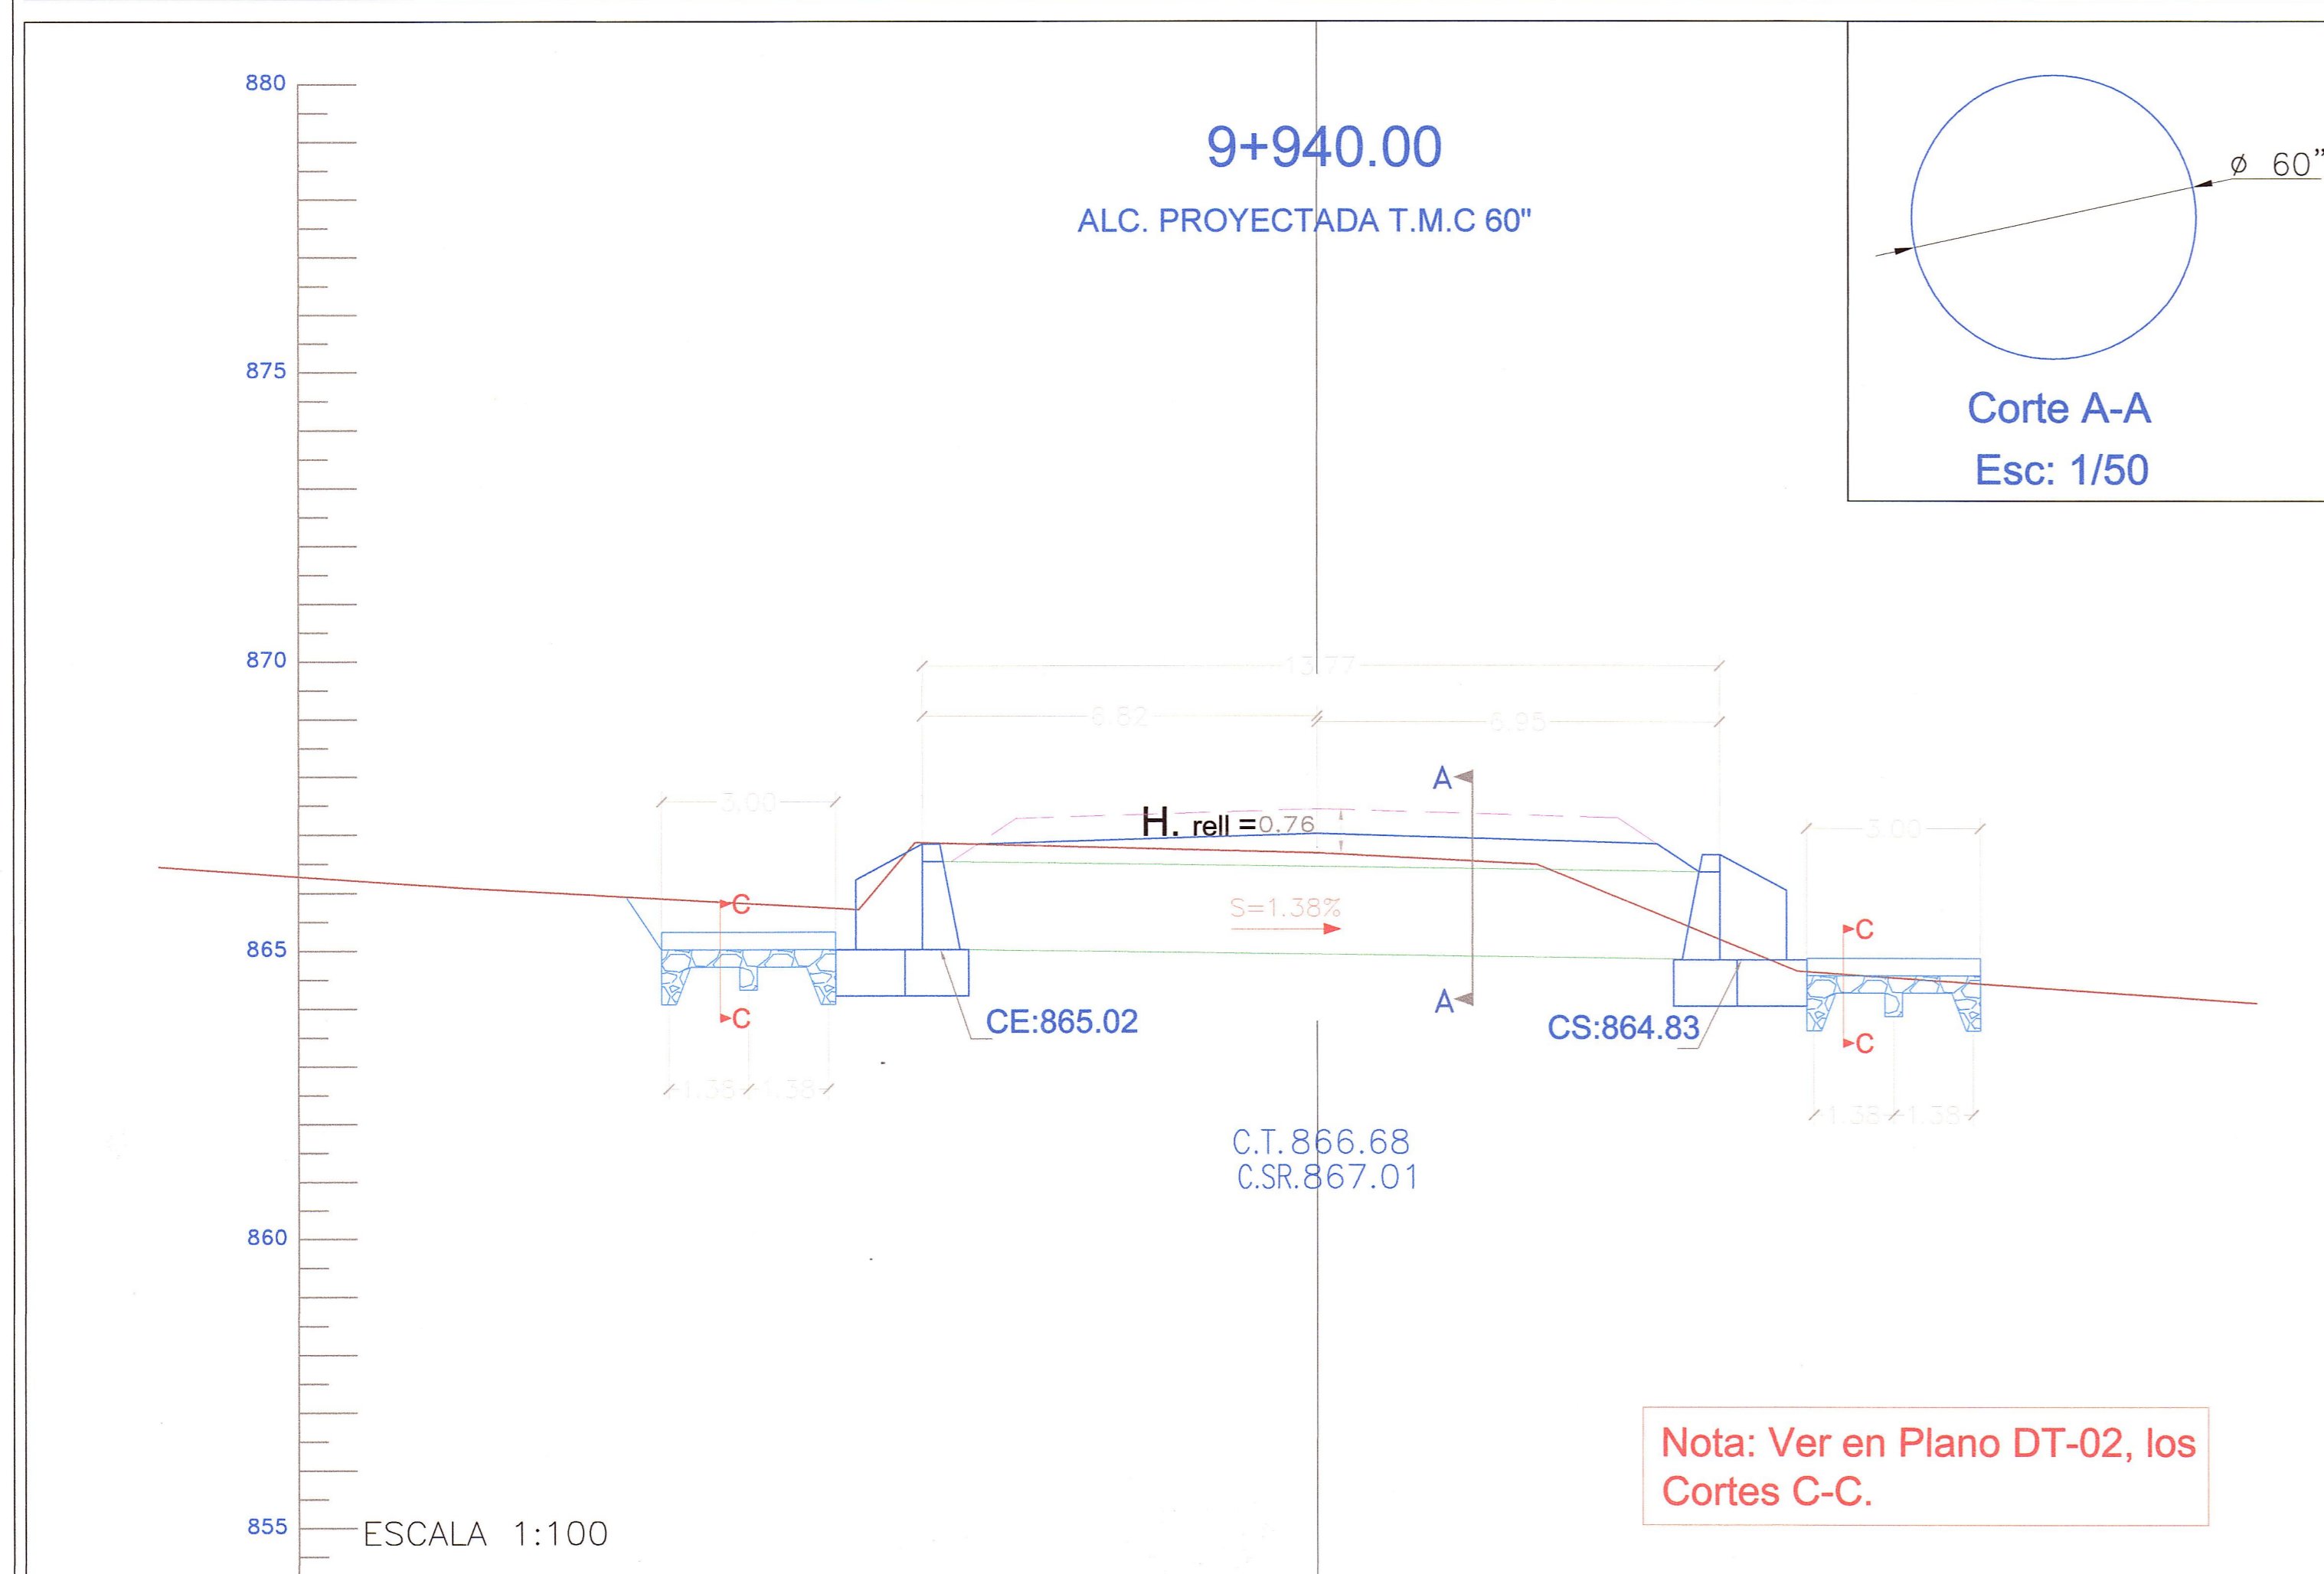 880
9+940.00
ALC. PROYECTADA T.M.C 60"
ø 60"
875
Corte A-A
Esc: 1/50
870
13.77
6.82
6.95
A
3.00
H. rell =0.76
3.00
C
S=1.38%
C
865
A
C
CE:865.02
CS:864.83
C
1.38
1.38
1.38
1.38
C.T.866.68
C.SR.867.01
860
Nota: Ver en Plano DT-02, los
Cortes C-C.
855
ESCALA 1:100